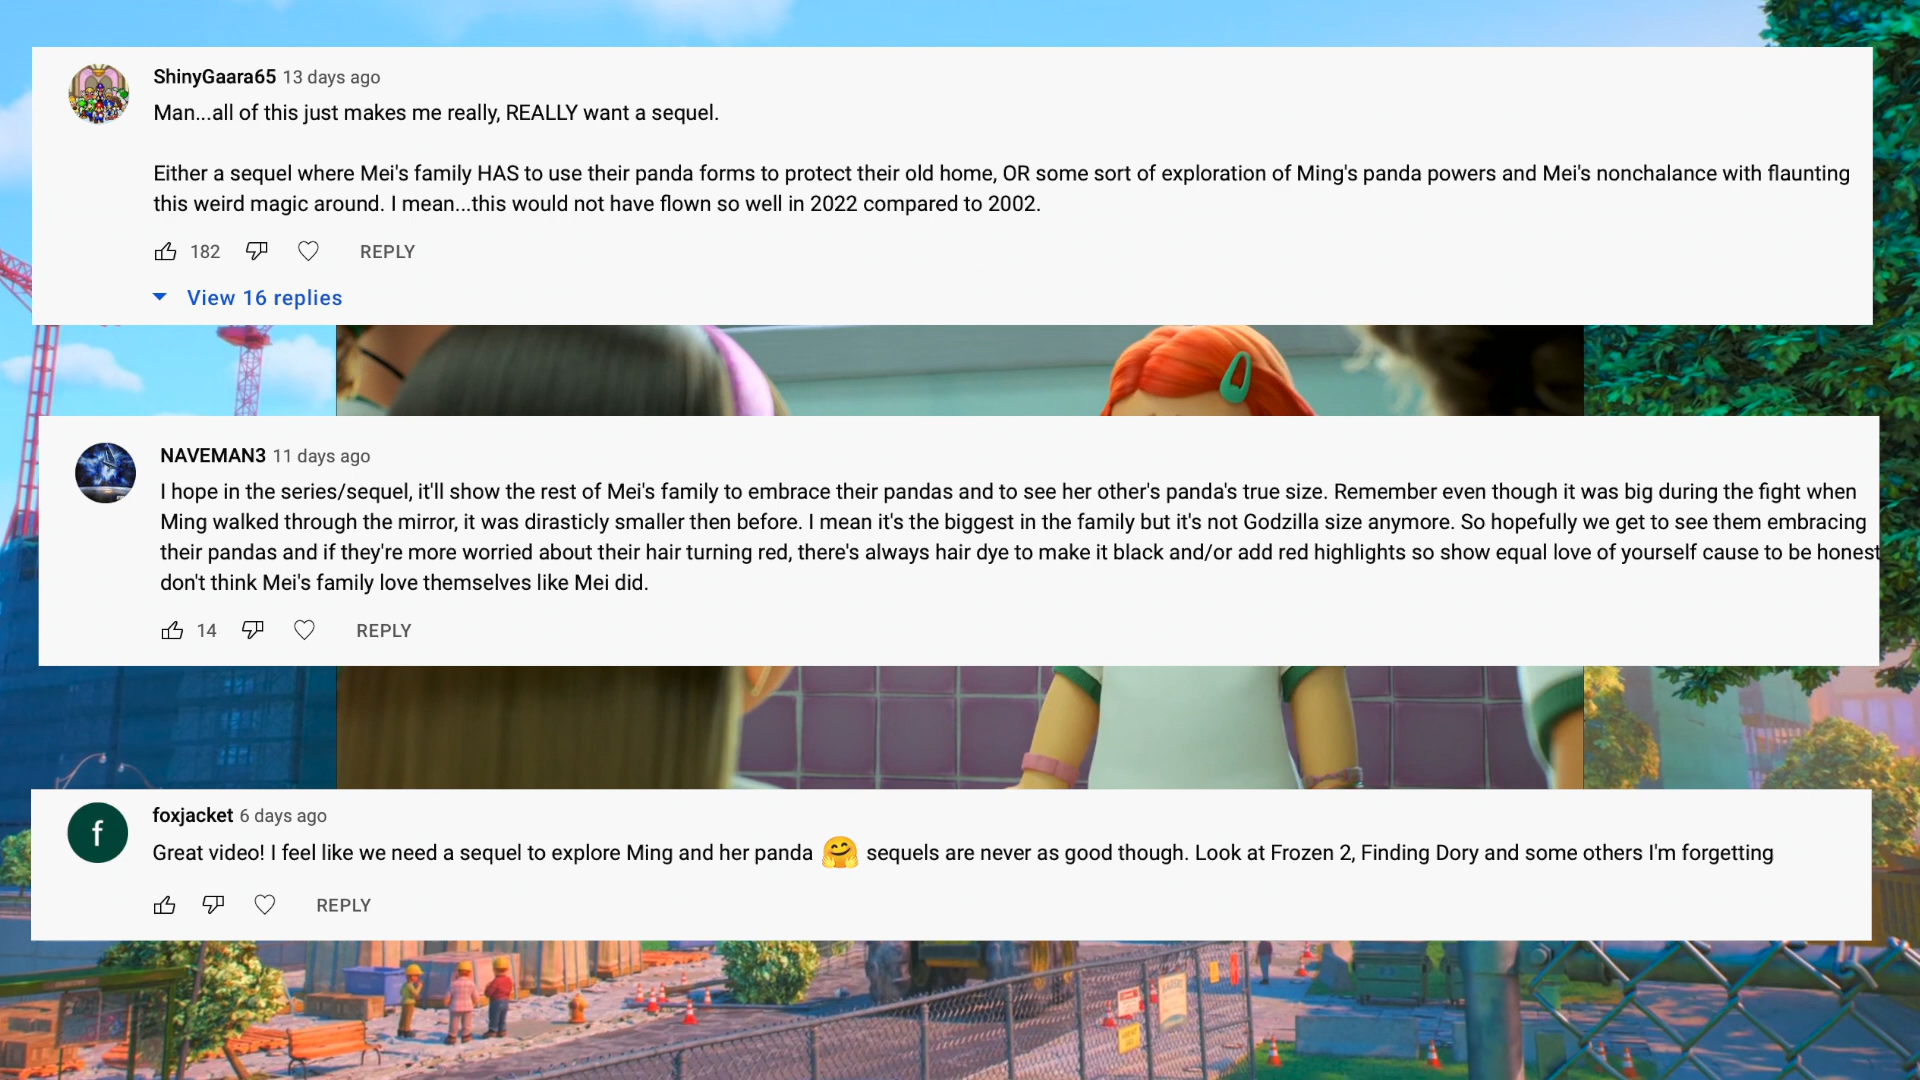 ShinyGaara65 13 days ago
Man...all of this just makes me really, REALLY want a sequel.
Either a sequel where Mei's family HAS to use their panda forms to protect their old home, OR some sort of exploration of Ming's panda powers and Mei's nonchalance with flaunting
this weird magic around. I mean...this would not have flown so well in 2022 compared to 2002.
182 REPLY
View 16 replies
NAVEMAN3 11 days ago
I hope in the series/sequel, it'll show the rest of Mei's family to embrace their pandas and to see her other's panda's true size. Remember even though it was big during the fight when
Ming walked through the mirror, it was dirasticly smaller then before. I mean it's the biggest in the family but it's not Godzilla size anymore. So hopefully we get to see them embracing
their pandas and if they're more worried about their hair turning red, there's always hair dye to make it black and/or add red highlights so show equal love of yourself cause to be honest
don't think Mei's family love themselves like Mei did.
14 REPLY
f
foxjacket 6 days ago
Great video! I feel like we need a sequel to explore Ming and her panda 🤗 sequels are never as good though. Look at Frozen 2, Finding Dory and some others I'm forgetting
REPLY